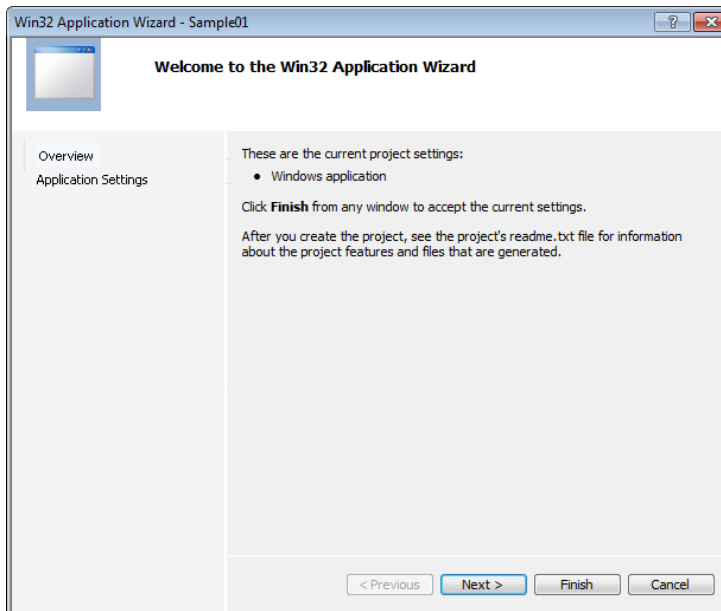 Win32 Application Wizard - Sample01
Welcome to the Win32 Application Wizard
Overview
Application Settings
These are the current project settings:
• Windows application
Click Finish from any window to accept the current settings.
After you create the project, see the project's readme.txt file for information
about the project features and files that are generated.
< Previous
Next >
Finish
Cancel